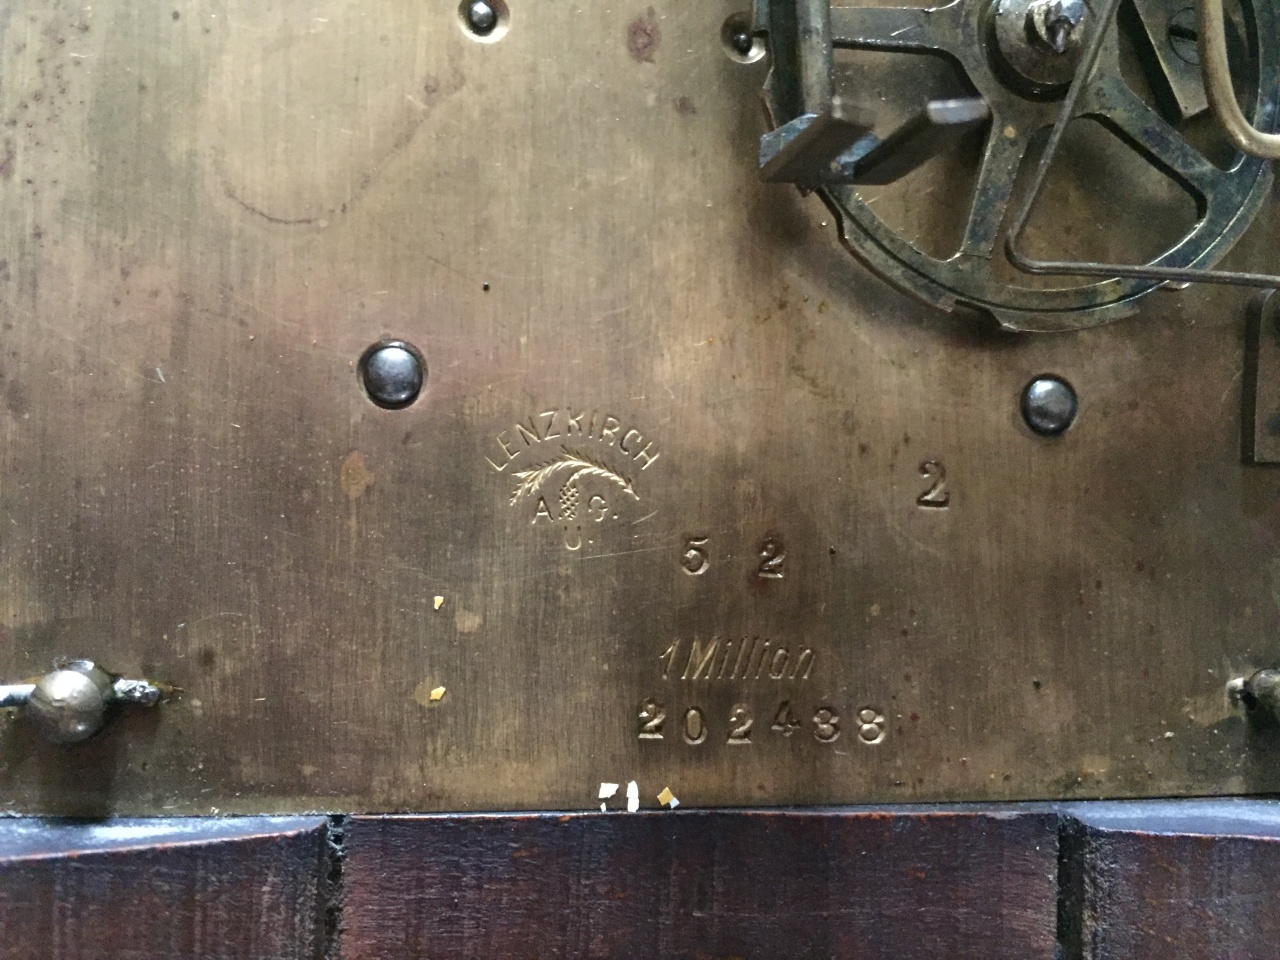 LENZKIRCH
A. G.
U.
2
5 2
1 Million
202438